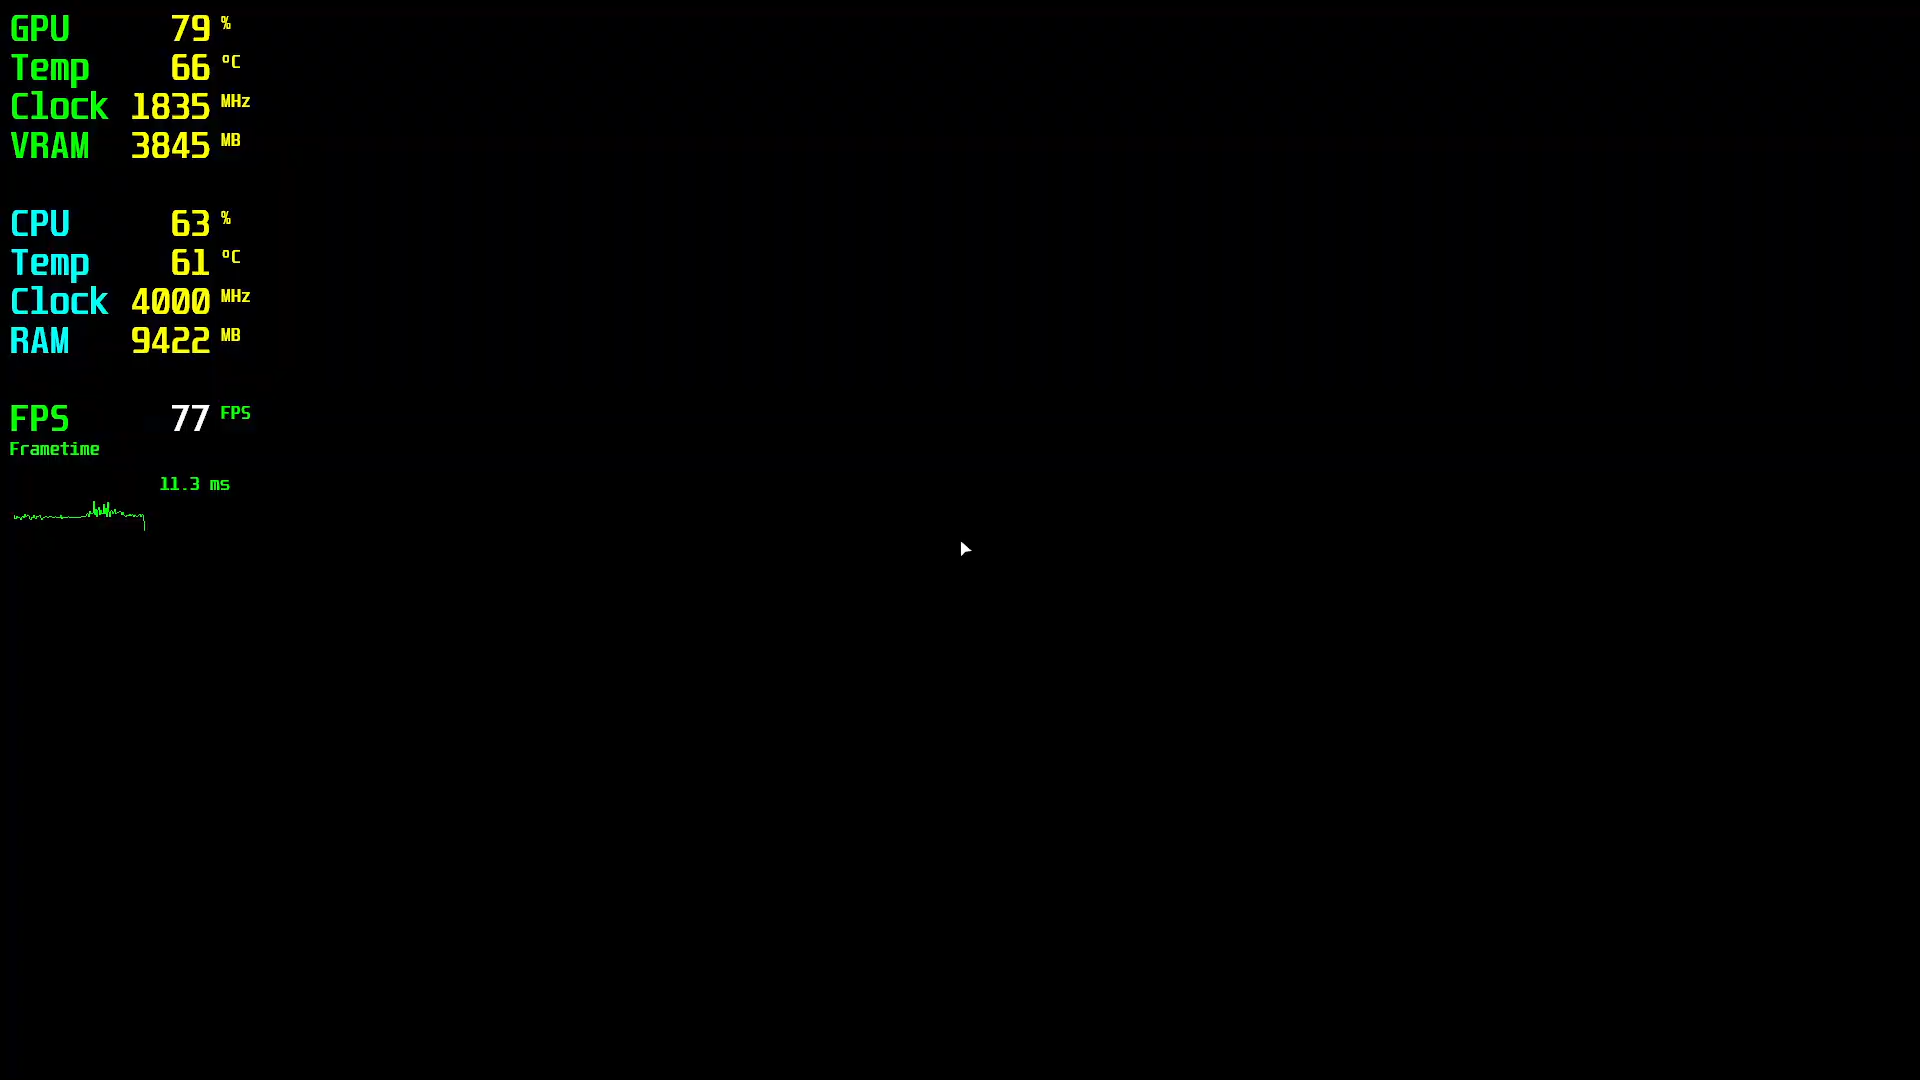 GPU 79 %
Temp 66 °C
Clock 1835 MHz
VRAM 3845 MB
CPU 63 %
Temp 61 °C
Clock 4000 MHz
RAM 9422 MB
FPS 77 FPS
Frametime
11.3 ms